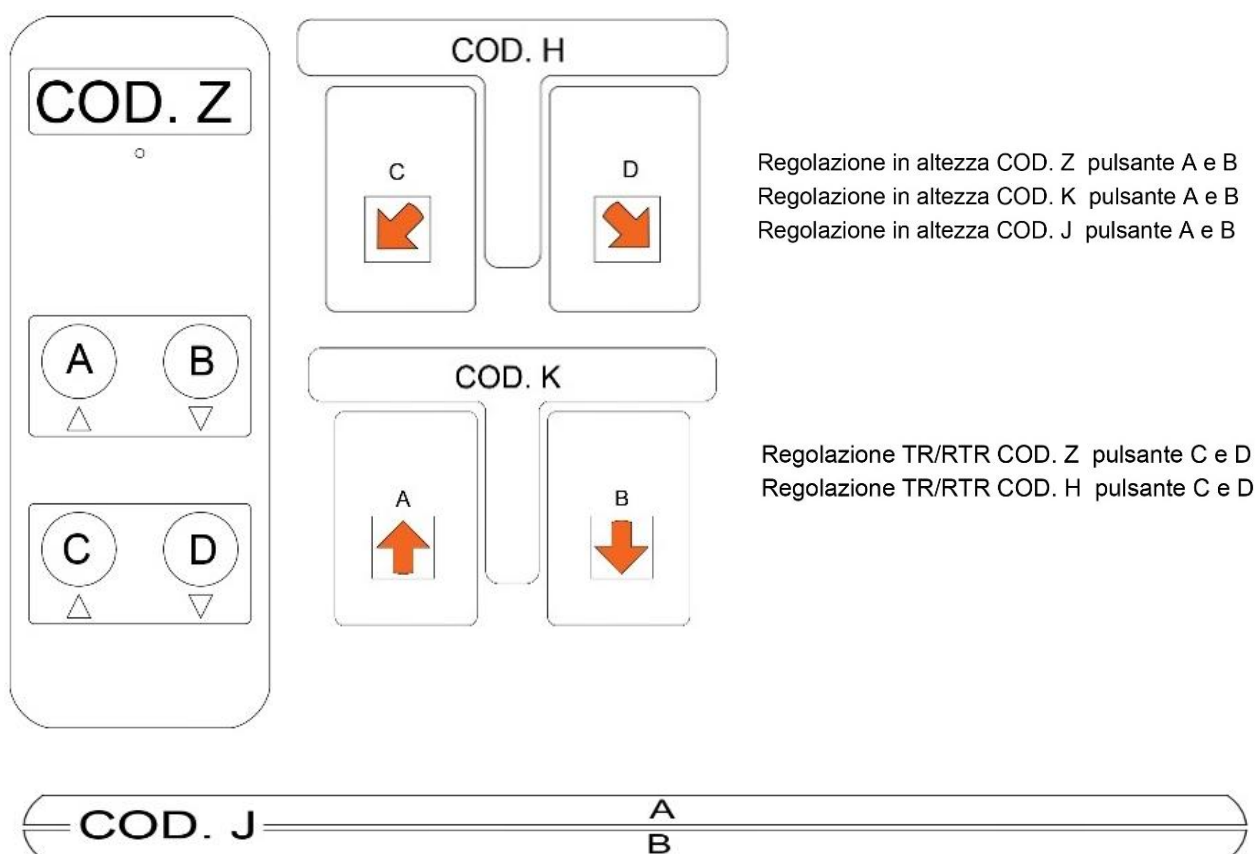 COD. Z
A
B
C
D
COD. H
C
D
COD. K
A
B
Regolazione in altezza COD. Z pulsante A e B
Regolazione in altezza COD. K pulsante A e B
Regolazione in altezza COD. J pulsante A e B
Regolazione TR/RTR COD. Z pulsante C e D
Regolazione TR/RTR COD. H pulsante C e D
COD. J
A
B